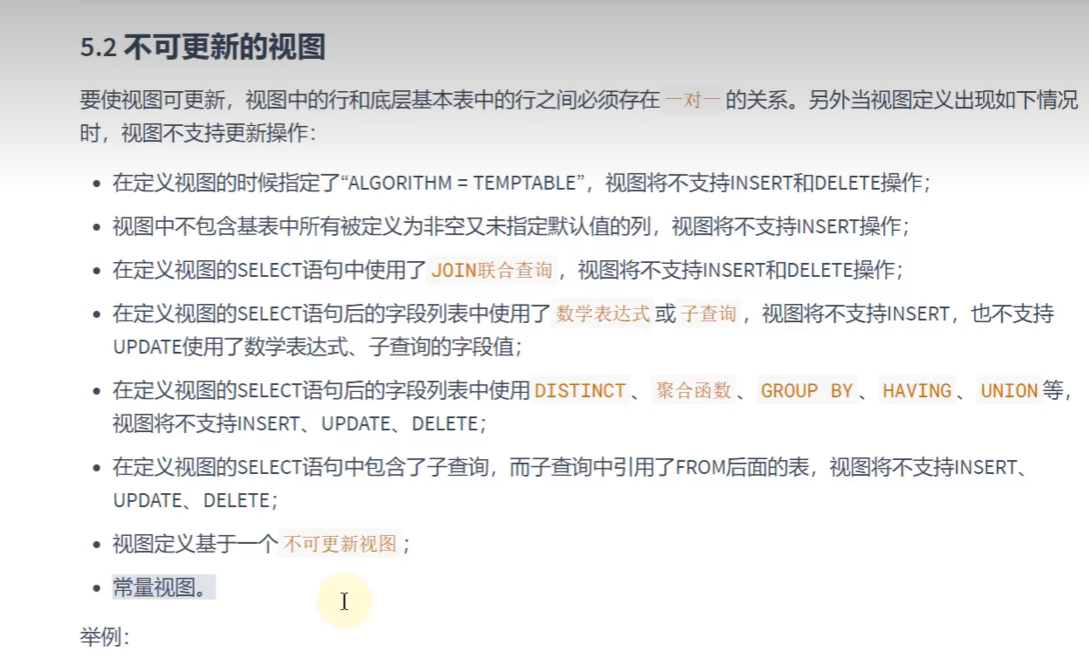 5.2 不可更新的视图
要使视图可更新，视图中的行和底层基本表中的行之间必须存在 一对一 的关系。另外当视图定义出现如下情况
时，视图不支持更新操作：
• 在定义视图的时候指定了“ALGORITHM = TEMPTABLE”，视图将不支持INSERT和DELETE操作；
• 视图中不包含基表中所有被定义为非空又未指定默认值的列，视图将不支持INSERT操作；
• 在定义视图的SELECT语句中使用了 JOIN联合查询 ，视图将不支持INSERT和DELETE操作；
• 在定义视图的SELECT语句后的字段列表中使用了 数学表达式 或 子查询 ，视图将不支持INSERT，也不支持
UPDATE使用了数学表达式、子查询的字段值；
• 在定义视图的SELECT语句后的字段列表中使用 DISTINCT 、 聚合函数 、 GROUP BY 、 HAVING 、 UNION 等，
视图将不支持INSERT、UPDATE、DELETE；
• 在定义视图的SELECT语句中包含了子查询，而子查询中引用了FROM后面的表，视图将不支持INSERT、
UPDATE、DELETE；
• 视图定义基于一个 不可更新视图 ；
• 常量视图。
举例：